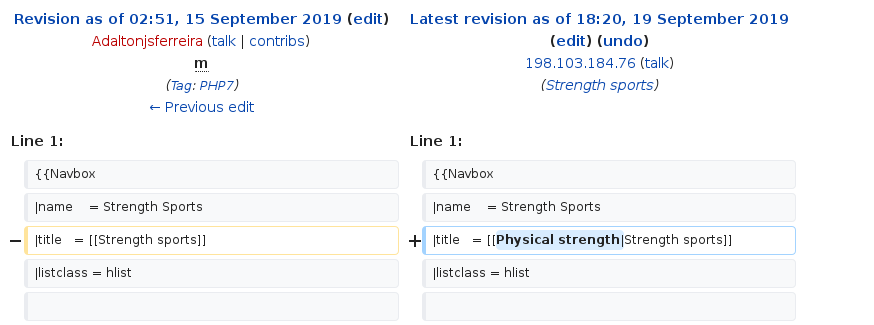 Revision as of 02:51, 15 September 2019 (edit)
Adaltonjsferreira (talk | contribs)
m
(Tag: PHP7)
← Previous edit
Latest revision as of 18:20, 19 September 2019
(edit) (undo)
198.103.184.76 (talk)
(Strength sports)
Line 1:
Line 1:
{{Navbox
{{Navbox
|name = Strength Sports
|name = Strength Sports
− |title = [[Strength sports]]
+ |title = [[Physical strength|Strength sports]]
|listclass = hlist
|listclass = hlist